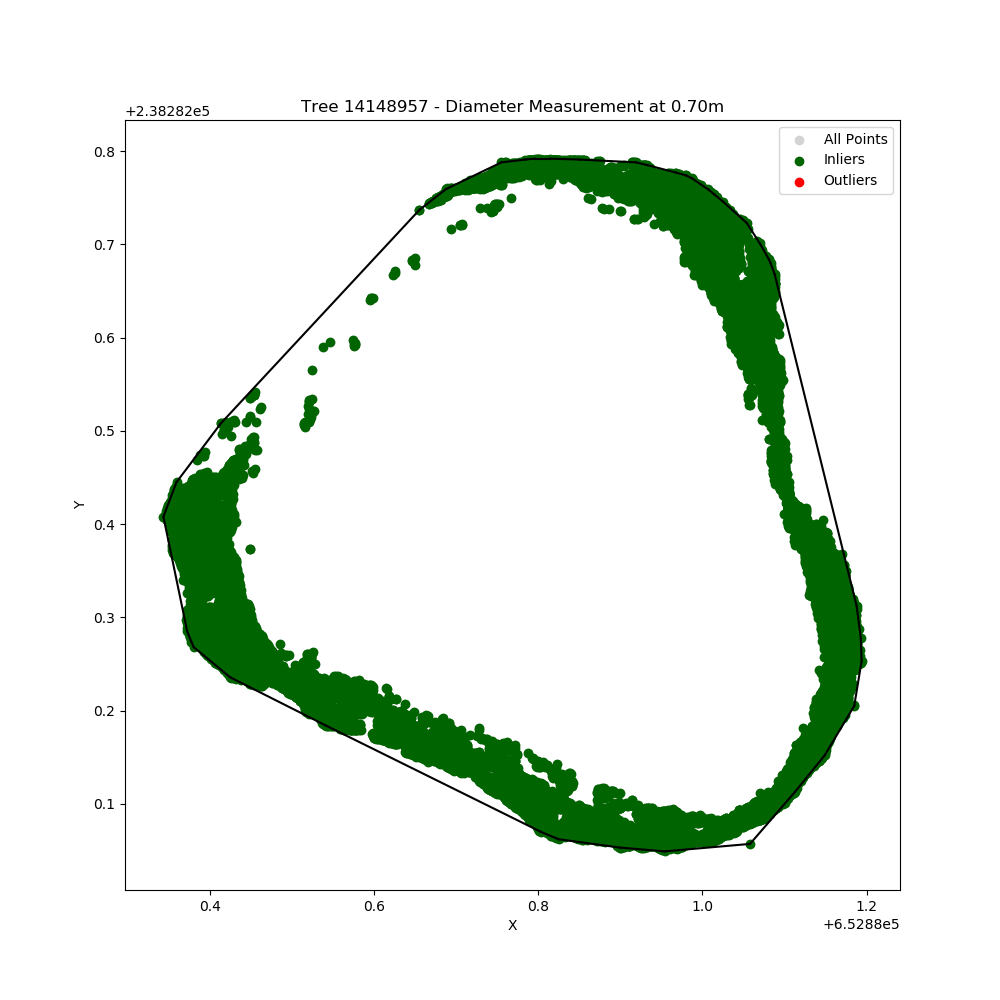 Tree 14148957 - Diameter Measurement at 0.70m
+2.38282e5
All Points
Inliers
Outliers
0.8
0.7
0.6
0.5
0.4
0.3
0.2
0.1
Y
0.4 0.6 0.8 1.0 1.2
X
+6.5288e5